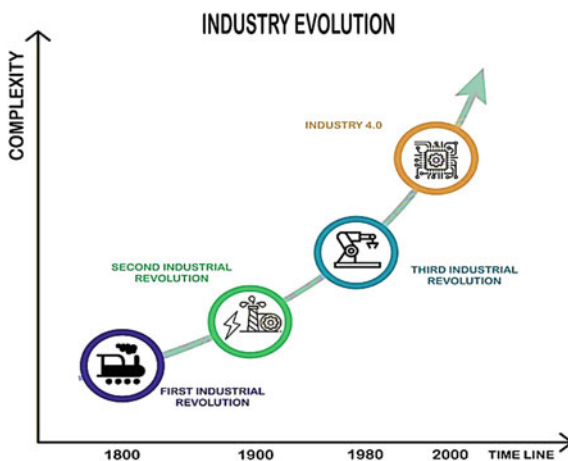 INDUSTRY EVOLUTION
COMPLEXITY
INDUSTRY 4.0
SECOND INDUSTRIAL
REVOLUTION
THIRD INDUSTRIAL
REVOLUTION
FIRST INDUSTRIAL
REVOLUTION
1800 1900 1980 2000 TIME LINE